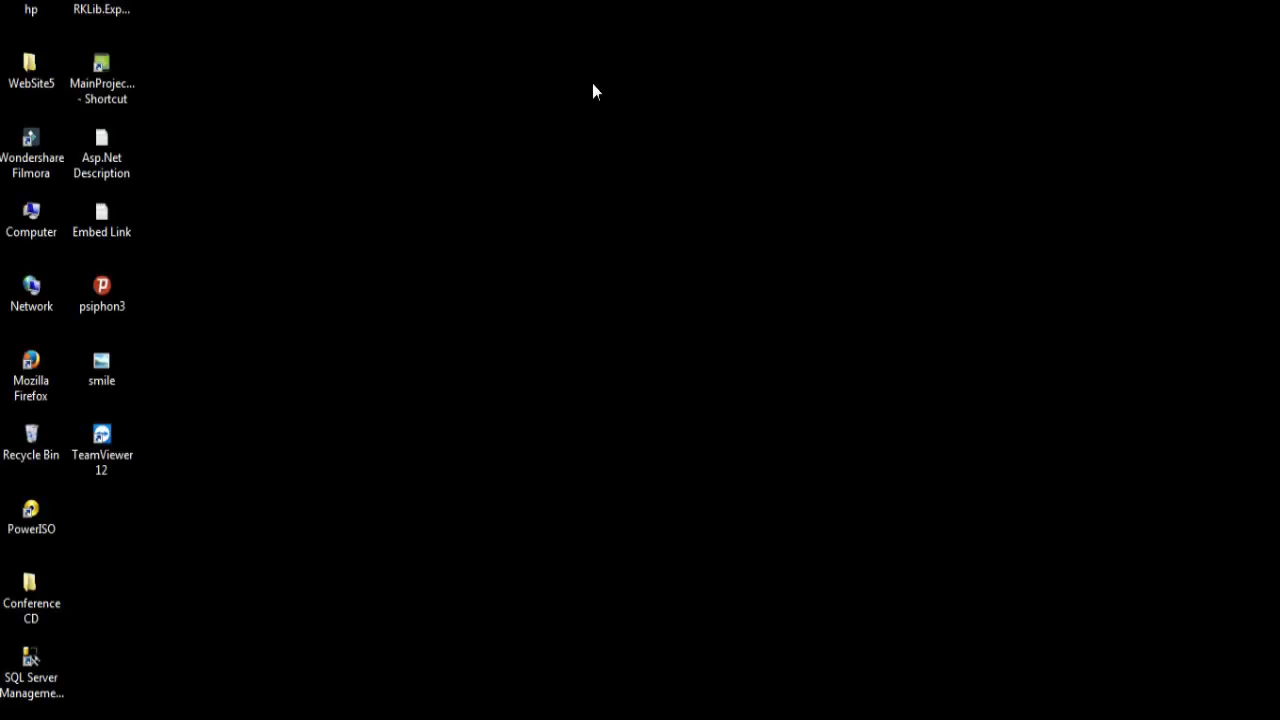 hp
RKLib.Exp...
WebSite5
MainProjec...
- Shortcut
Wondershare
Filmora
Asp.Net
Description
Computer
Embed Link
Network
psiphon3
Mozilla
Firefox
smile
Recycle Bin
TeamViewer
12
PowerISO
Conference
CD
SQL Server
Manageme...